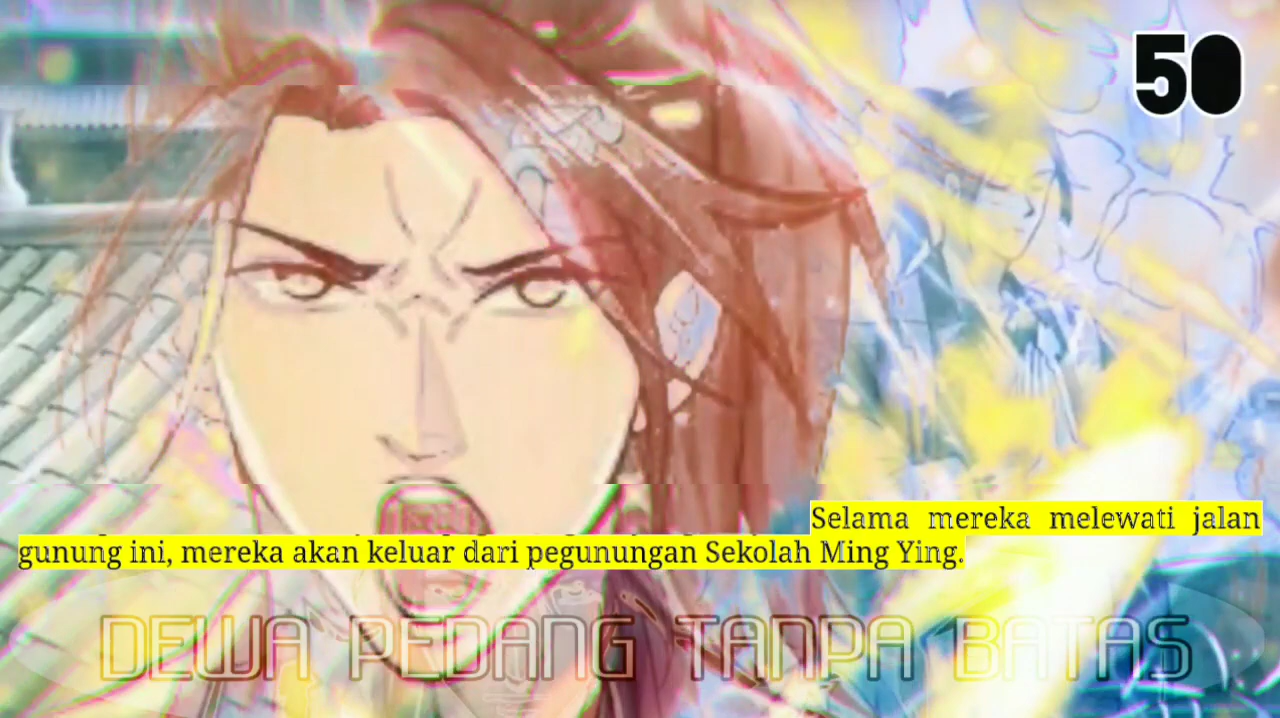 50
Selama mereka melewati jalan
gunung ini, mereka akan keluar dari pegunungan Sekolah Ming Ying.
DEWA PEDANG TANPA BATAS